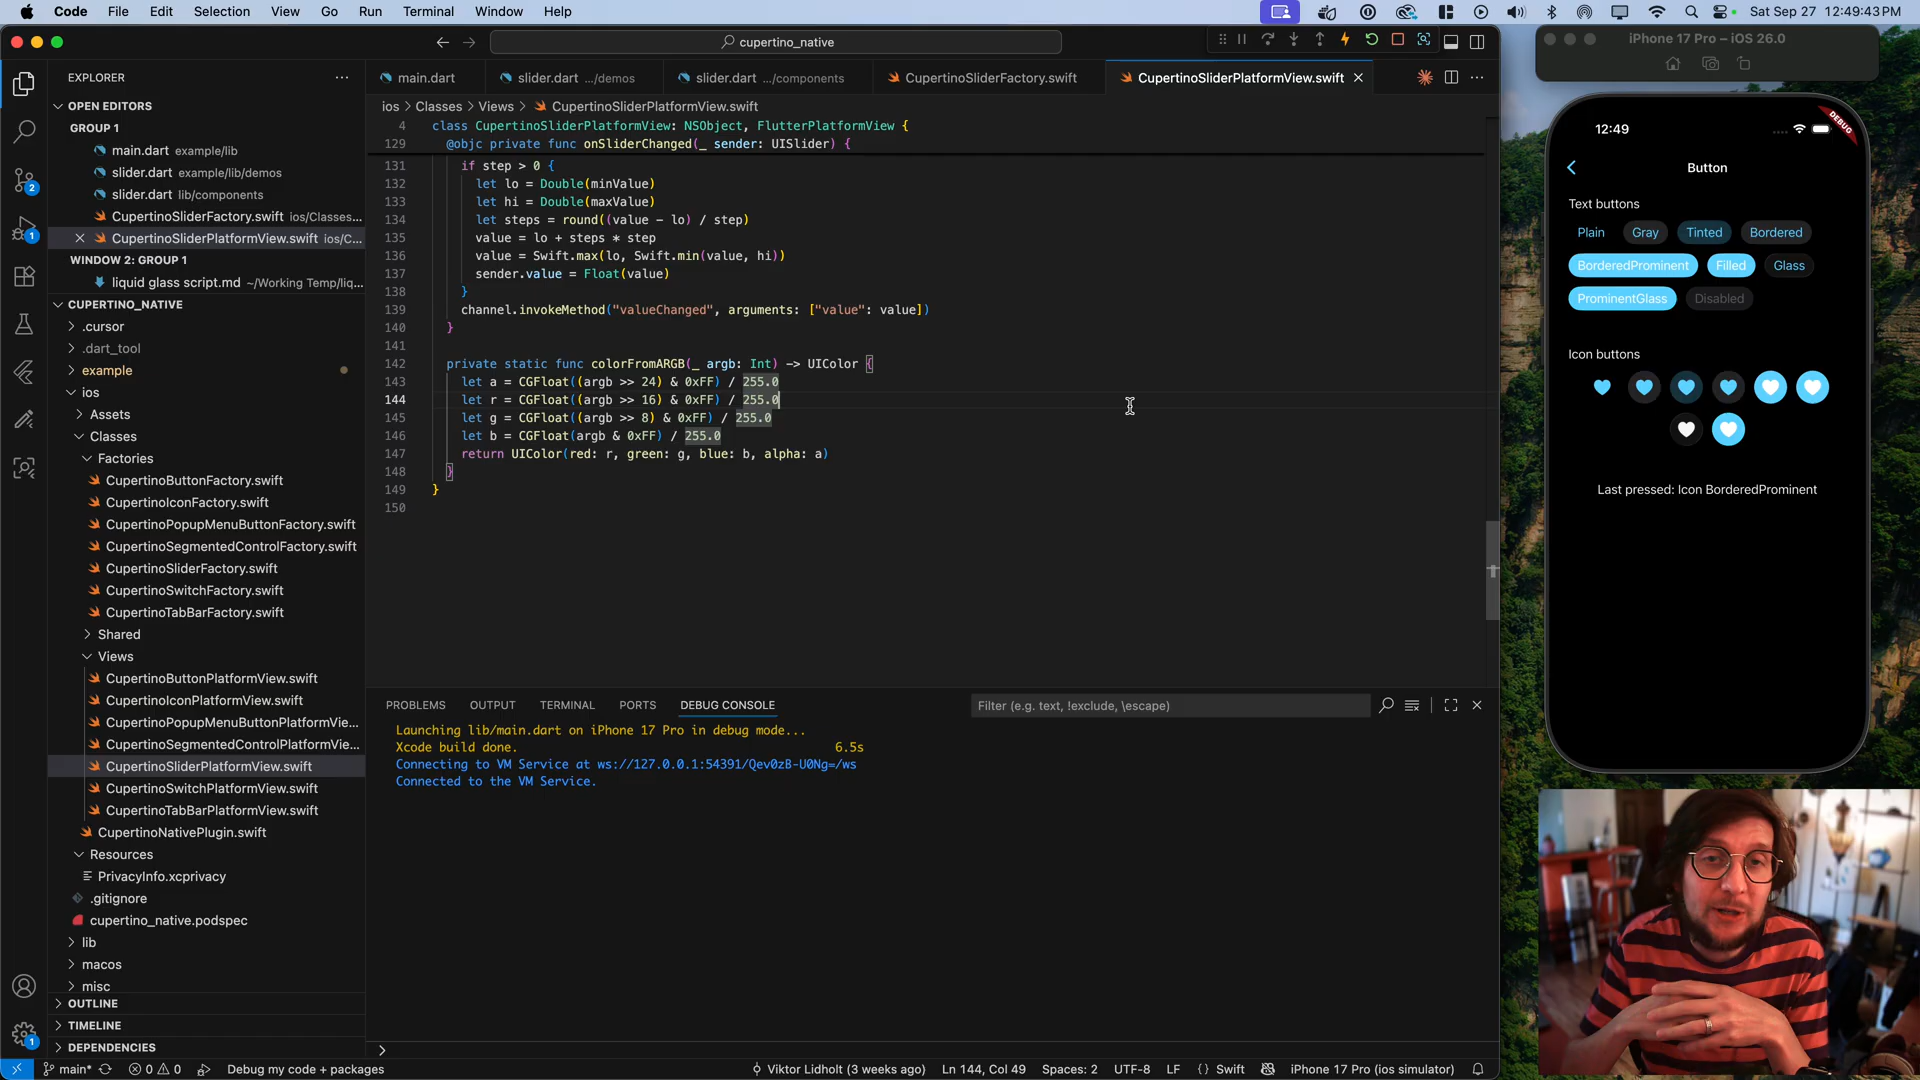 Code File Edit Selection View Go Run Terminal Window Help
Sat Sep 27 12:49:43 PM
cupertino_native
iPhone 17 Pro – iOS 26.0
EXPLORER
main.dart
slider.dart .../demos
slider.dart .../components
CupertinoSliderFactory.swift
CupertinoSliderPlatformView.swift
OPEN EDITORS
GROUP 1
main.dart example/lib
slider.dart example/lib/demos
slider.dart lib/components
CupertinoSliderFactory.swift ios/Classes...
CupertinoSliderPlatformView.swift ios/C...
WINDOW 2: GROUP 1
liquid glass script.md ~/Working Temp/liq...
CUPERTINO_NATIVE
.cursor
.dart_tool
example
ios
Assets
Classes
Factories
CupertinoButtonFactory.swift
CupertinoIconFactory.swift
CupertinoPopupMenuButtonFactory.swift
CupertinoSegmentedControlFactory.swift
CupertinoSliderFactory.swift
CupertinoSwitchFactory.swift
CupertinoTabBarFactory.swift
Shared
Views
CupertinoButtonPlatformView.swift
CupertinoIconPlatformView.swift
CupertinoPopupMenuButtonPlatformVie...
CupertinoSegmentedControlPlatformVie...
CupertinoSliderPlatformView.swift
CupertinoSwitchPlatformView.swift
CupertinoTabBarPlatformView.swift
CupertinoNativePlugin.swift
Resources
PrivacyInfo.xcprivacy
.gitignore
cupertino_native.podspec
lib
macos
misc
OUTLINE
TIMELINE
DEPENDENCIES
2
1
1
ios > Classes > Views > CupertinoSliderPlatformView.swift
4 class CupertinoSliderPlatformView: NSObject, FlutterPlatformView {
129 @objc private func onSliderChanged(_ sender: UISlider) {
131 if step > 0 {
132 let lo = Double(minValue)
133 let hi = Double(maxValue)
134 let steps = round((value - lo) / step)
135 value = lo + steps * step
136 value = Swift.max(lo, Swift.min(value, hi))
137 sender.value = Float(value)
138 }
139 channel.invokeMethod("valueChanged", arguments: ["value": value])
140 }
141
142 private static func colorFromARGB(_ argb: Int) -> UIColor {
143 let a = CGFloat((argb >> 24) & 0xFF) / 255.0
144 let r = CGFloat((argb >> 16) & 0xFF) / 255.0
145 let g = CGFloat((argb >> 8) & 0xFF) / 255.0
146 let b = CGFloat(argb & 0xFF) / 255.0
147 return UIColor(red: r, green: g, blue: b, alpha: a)
148 }
149 }
150
PROBLEMS OUTPUT TERMINAL PORTS DEBUG CONSOLE
Filter (e.g. text, !exclude, \escape)
Launching lib/main.dart on iPhone 17 Pro in debug mode...
Xcode build done. 6.5s
Connecting to VM Service at ws://127.0.0.1:54391/Qev0zB-U0Ng=/ws
Connected to the VM Service.
main* 0 0 Debug my code + packages
Viktor Lidholt (3 weeks ago) Ln 144, Col 49 Spaces: 2 UTF-8 LF {} Swift iPhone 17 Pro (ios simulator)
12:49
DEBUG
Button
Text buttons
Plain Gray Tinted Bordered
BorderedProminent Filled Glass
ProminentGlass Disabled
Icon buttons
Last pressed: Icon BorderedProminent